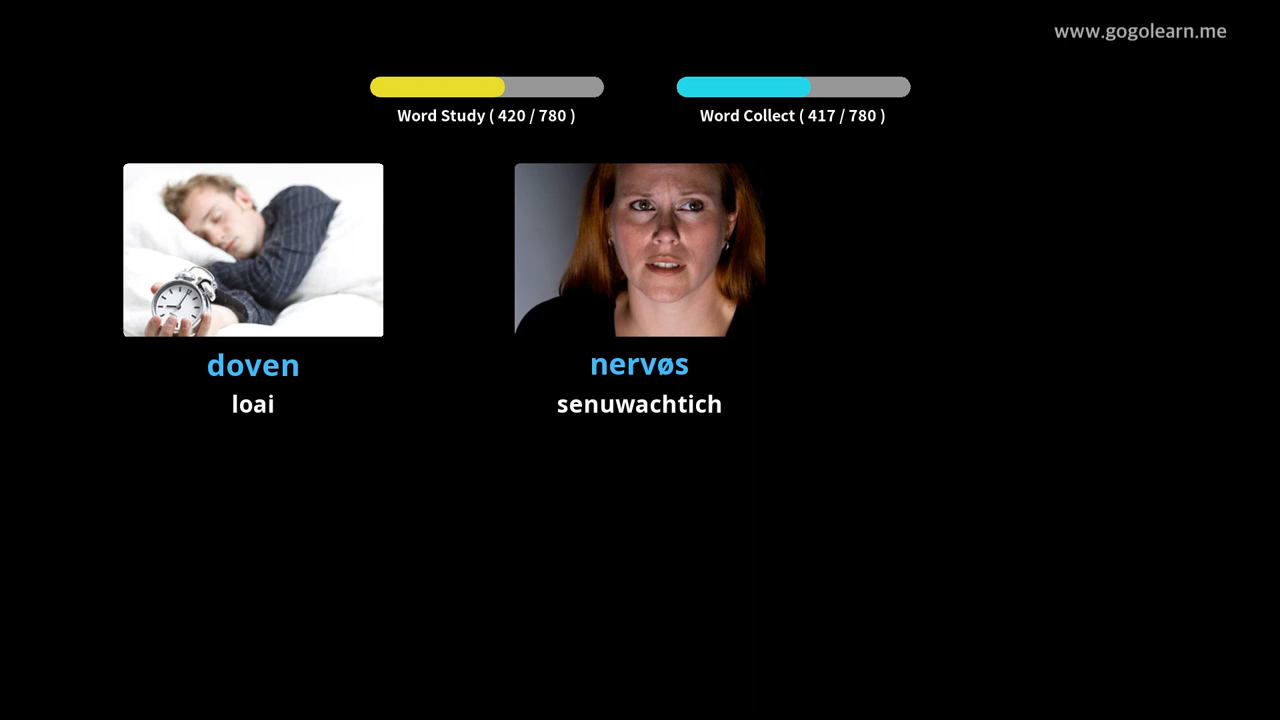 www.gogolearn.me
Word Study ( 420 / 780 )
Word Collect ( 417 / 780 )
doven
nervøs
loai
senuwachtich